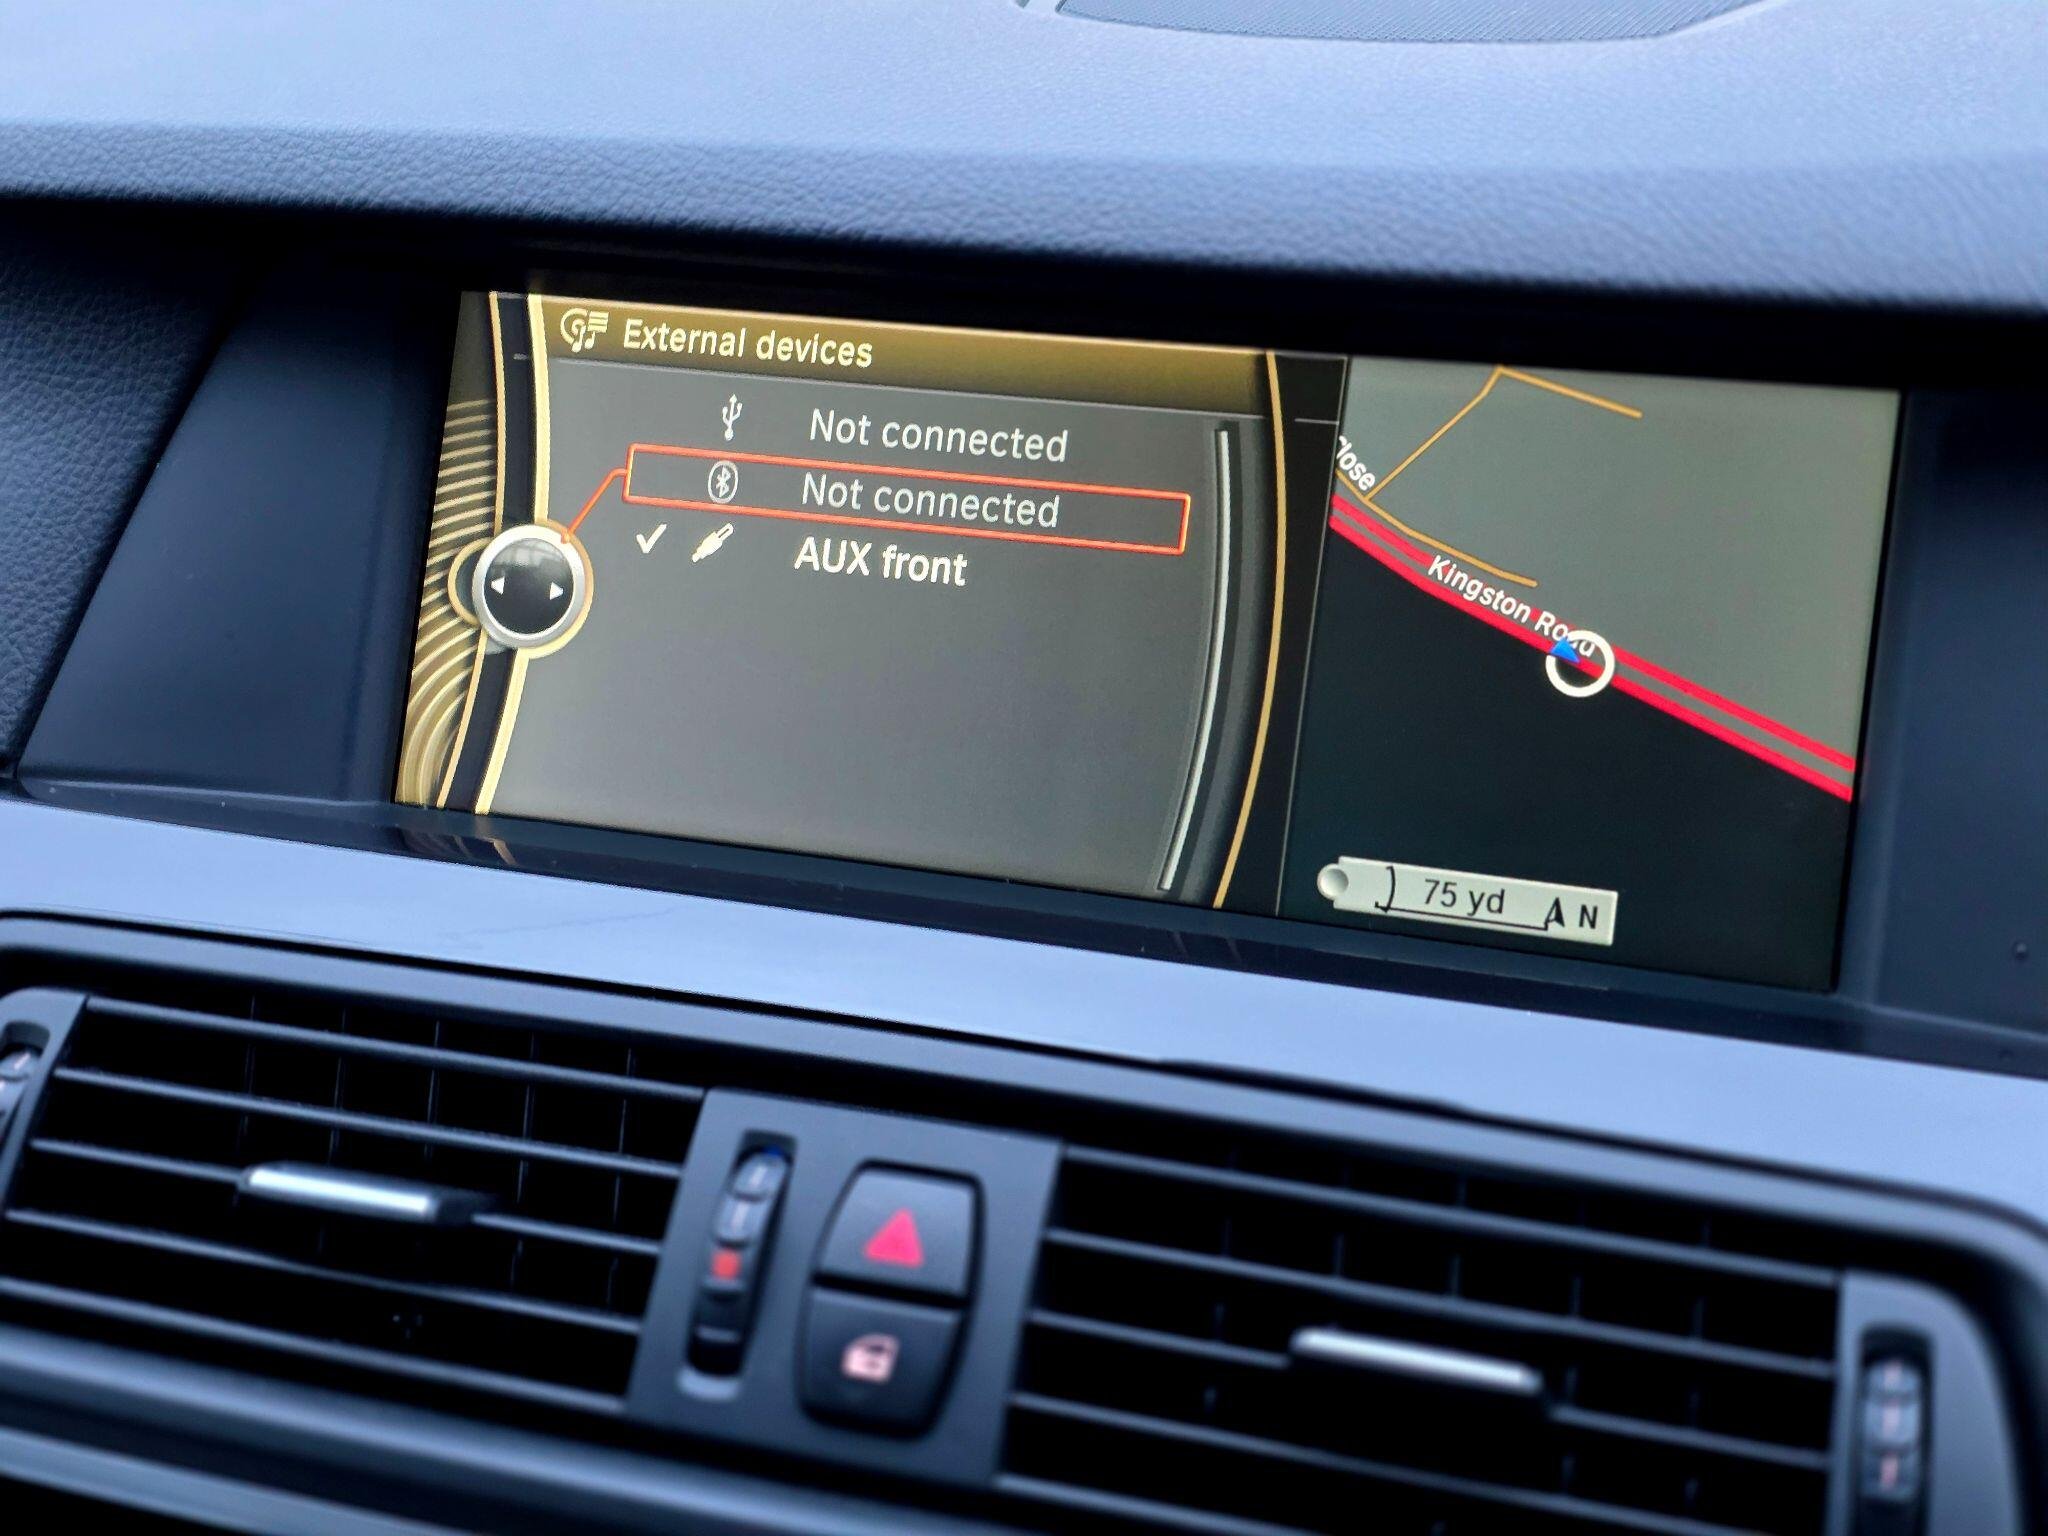 External devices
Not connected
Not connected
AUX front
Close
Kingston Road
75 yd
N